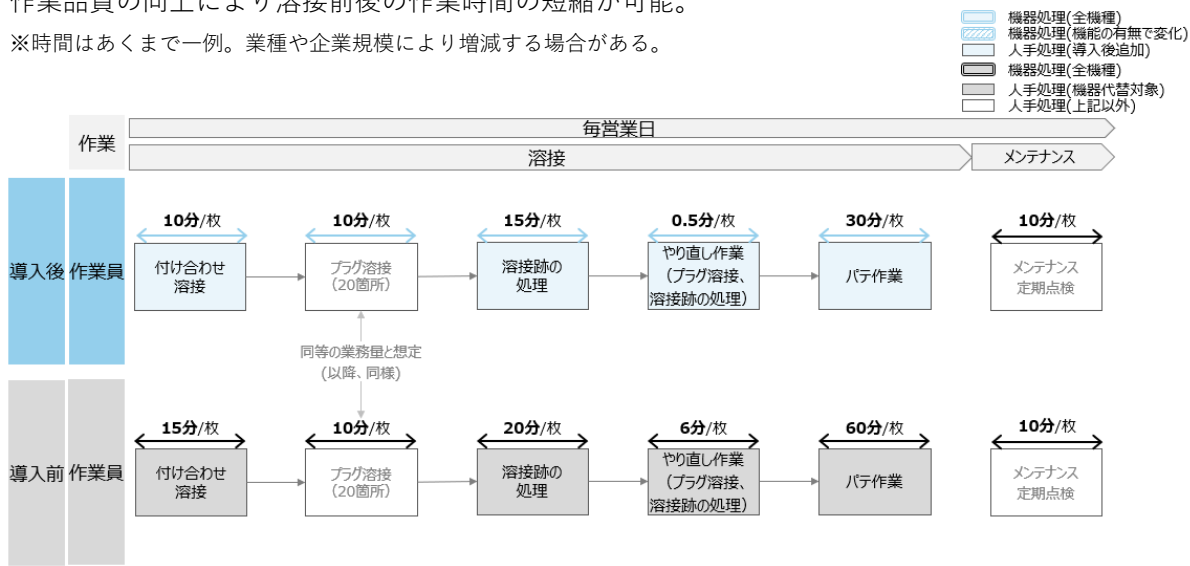 作業品質の向上により溶接前後の作業時間の短縮が可能。
※時間はあくまで一例。業種や企業規模により増減する場合がある。
機器処理(全機種)
機器処理(機能の有無で変化)
人手処理(導入後追加)
機器処理(全機種)
人手処理(機器代替対象)
人手処理(上記以外)
作業
毎営業日
溶接
メンテナンス
導入後
作業員
10分/枚
10分/枚
15分/枚
0.5分/枚
30分/枚
10分/枚
付け合わせ
溶接
プラグ溶接
(20箇所)
溶接跡の
処理
やり直し作業
(プラグ溶接、
溶接跡の処理)
パテ作業
メンテナンス
定期点検
同等の業務量と想定
(以降、同様)
導入前
作業員
15分/枚
10分/枚
20分/枚
6分/枚
60分/枚
10分/枚
付け合わせ
溶接
プラグ溶接
(20箇所)
溶接跡の
処理
やり直し作業
(プラグ溶接、
溶接跡の処理)
パテ作業
メンテナンス
定期点検